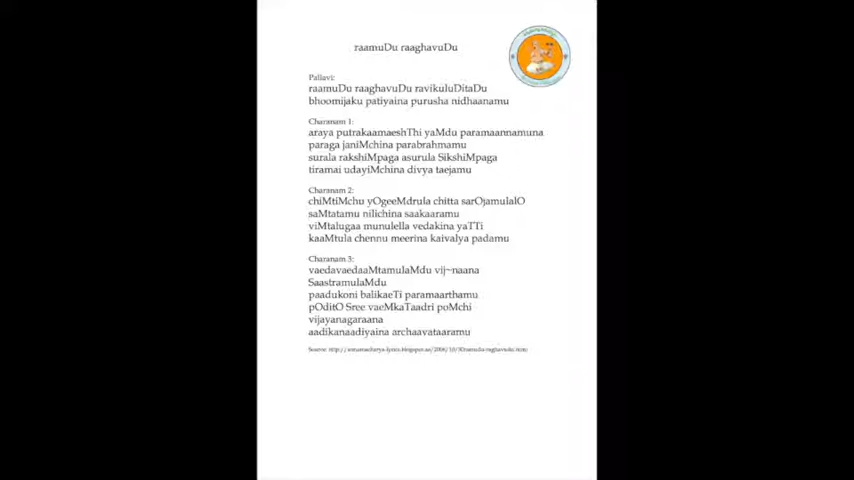 raamuDu raaghavuDu
Pallavi:
raamuDu raaghavuDu ravikuluDitaDu
bhoomijaku patiyaina purusha nidhaanamu
Charanam 1:
araya putrakaamaeshThi yaMdu paramaannamuna
paraga janiMchina parabrahmamu
surala rakshiMpaga asurula SikshiMpaga
tiramai udayiMchina divya taejamu
Charanam 2:
chiMtiMchu yOgeeMdrula chitta sarOjamulalO
saMtatamu nilichina saakaaramu
viMtalugaa munulella vedakina yaTTi
kaaMtula chennu meerina kaivalya padamu
Charanam 3:
vaedavaedaaMtamulaMdu vij~naana
SaastramulaMdu
paadukoni balikaeTi paramaarthamu
pOditO Sree vaeMkaTaadri poMchi
vijayanagaraana
aadikanaadiyaina archaavataaramu
Source: